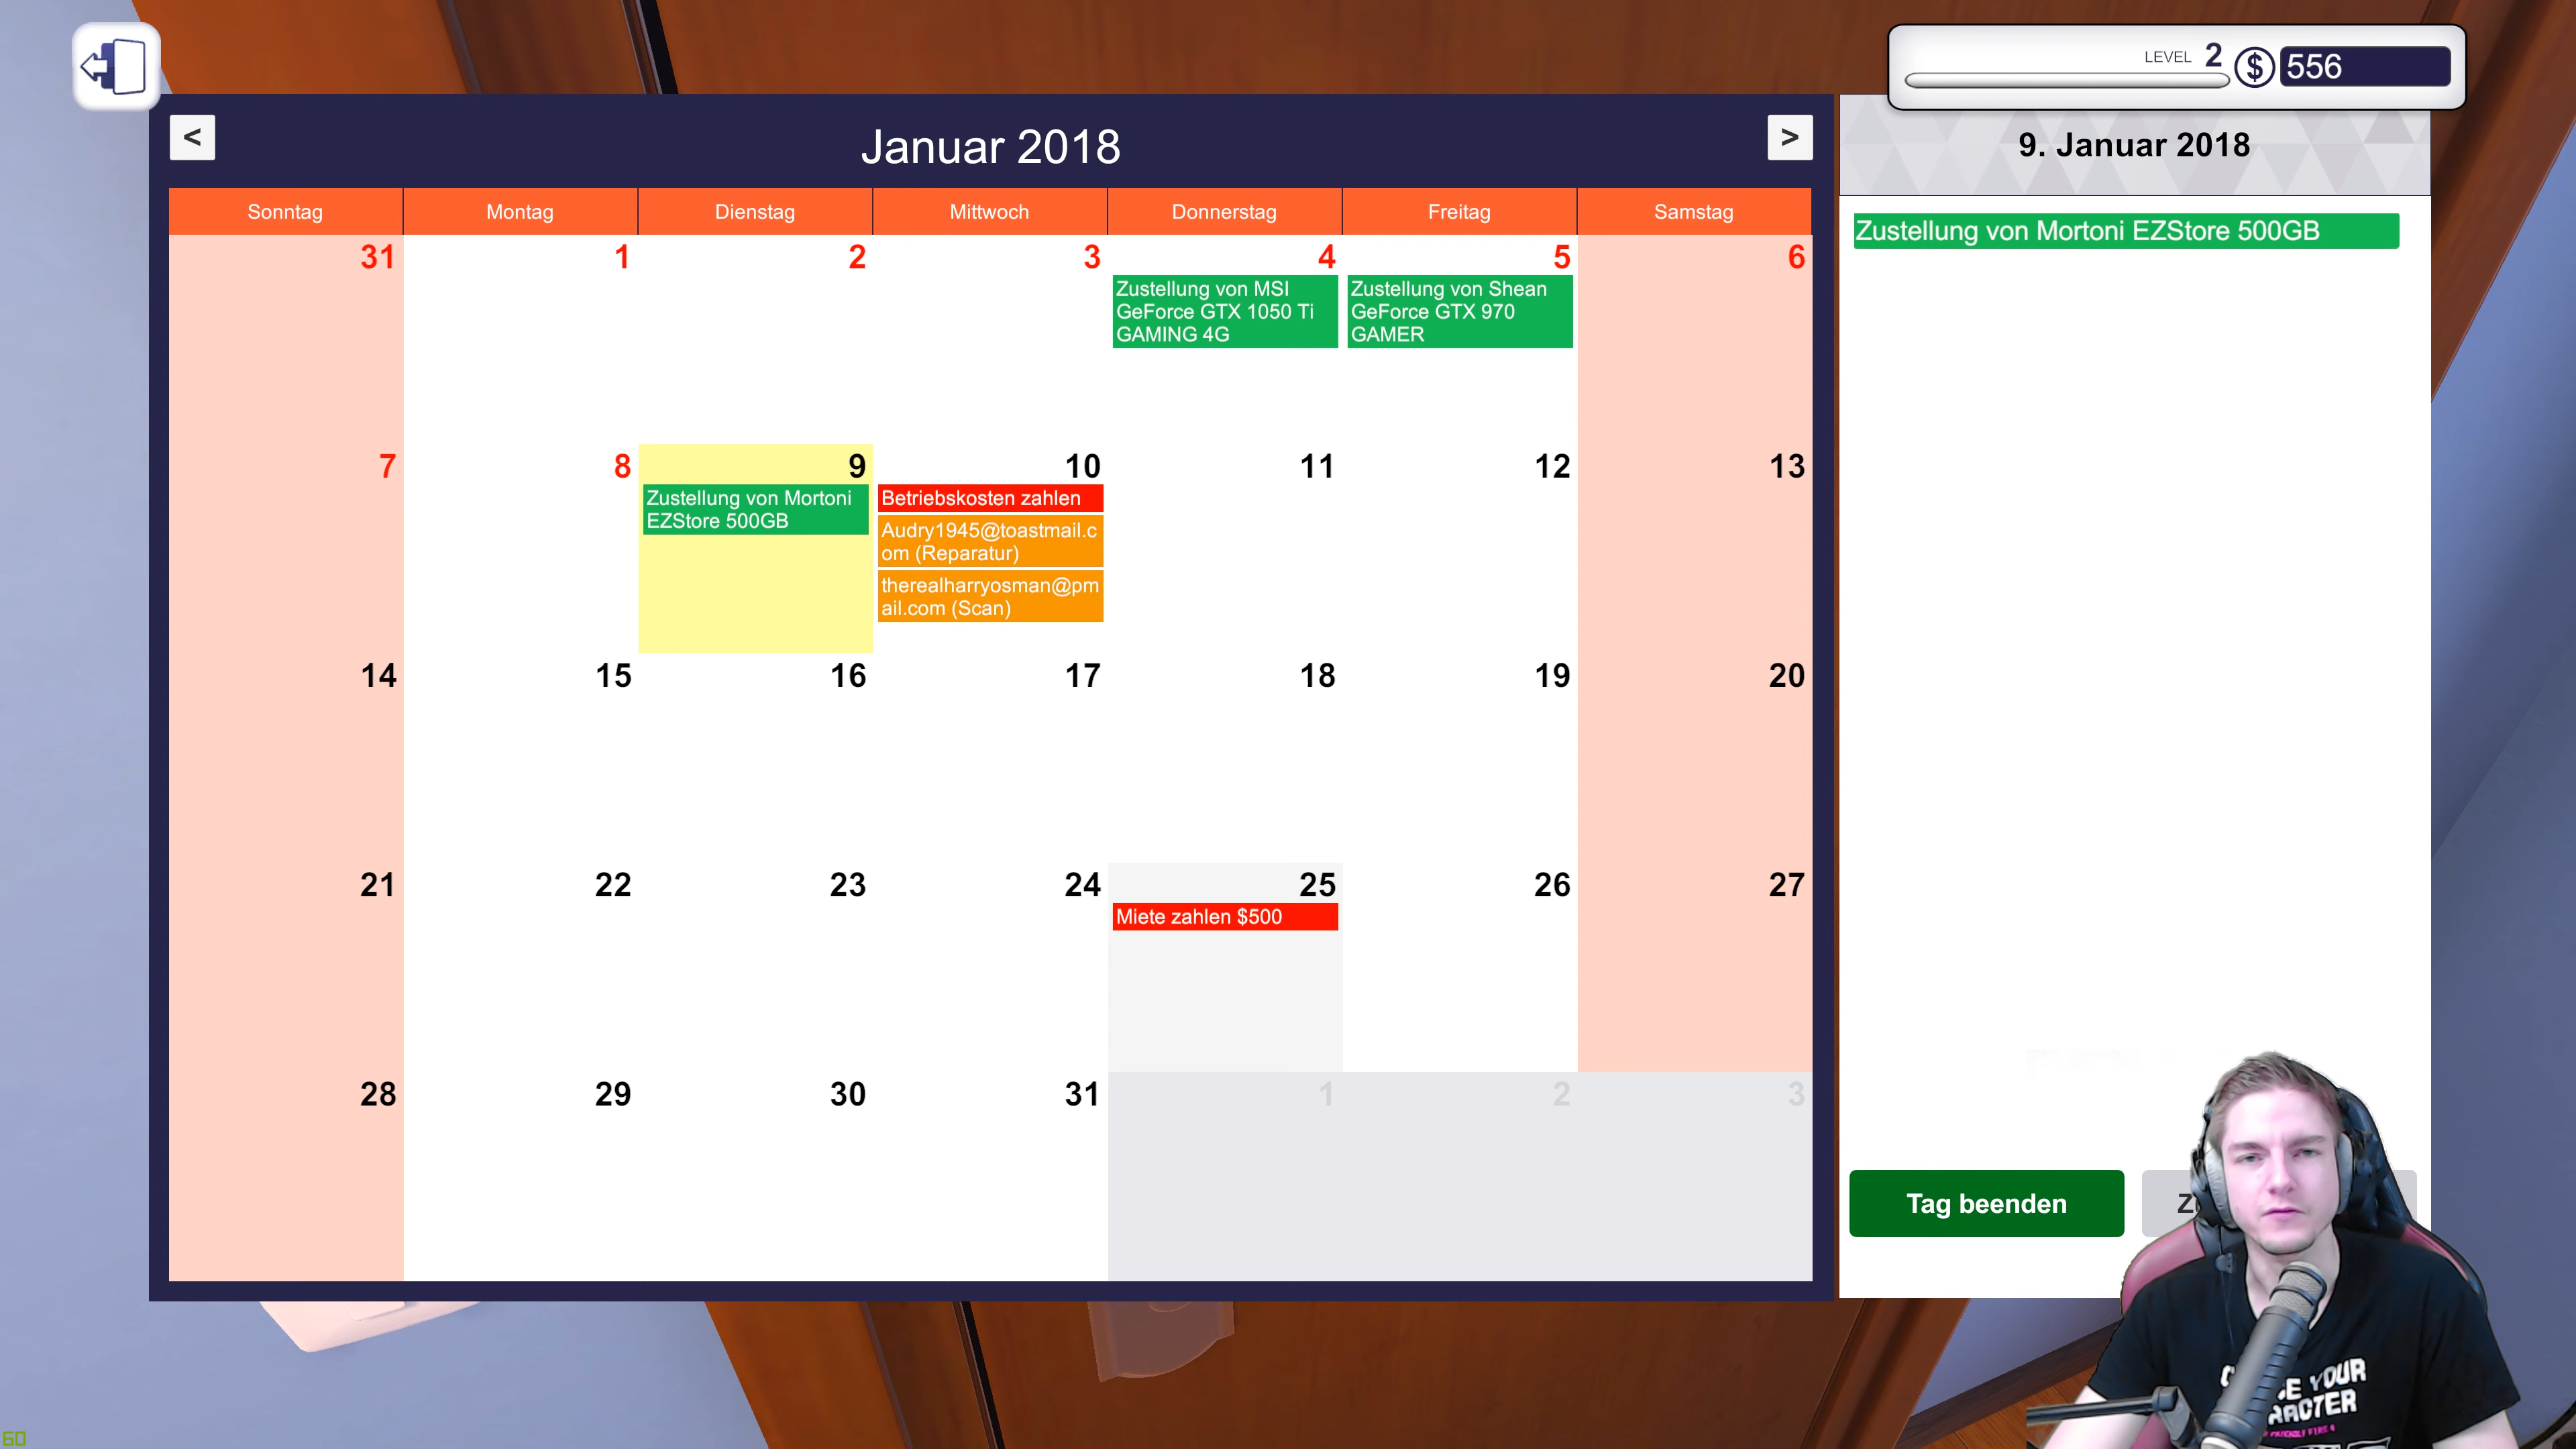 LEVEL 2 $ 556
< Januar 2018 >
9. Januar 2018
Sonntag Montag Dienstag Mittwoch Donnerstag Freitag Samstag
Zustellung von Mortoni EZStore 500GB
31 1 2 3 4 5 6
Zustellung von MSI
GeForce GTX 1050 Ti
GAMING 4G
Zustellung von Shean
GeForce GTX 970
GAMER
7 8 9 10 11 12 13
Zustellung von Mortoni
EZStore 500GB
Betriebskosten zahlen
Audry1945@toastmail.c
om (Reparatur)
therealharryosman@pm
ail.com (Scan)
14 15 16 17 18 19 20
21 22 23 24 25 26 27
Miete zahlen $500
28 29 30 31 1 2 3
Tag beenden
YOUR
60